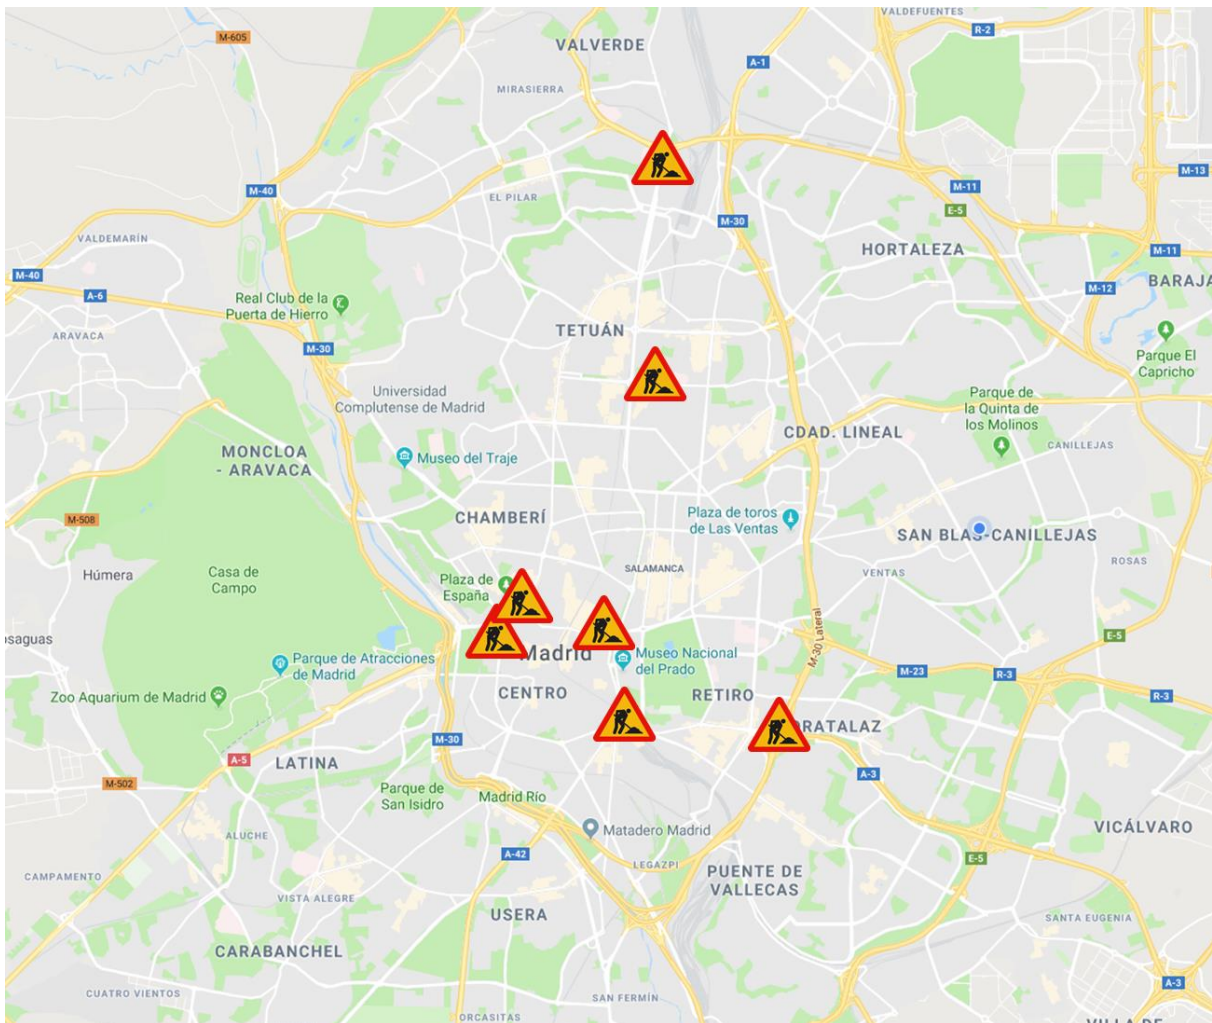 VALDEFUENTES
R-2
M-605
VALVERDE
A-1
MIRASIERRA
M-13
M-11
M-40
EL PILAR
E-5
M-30
VALDEMARÍN
HORTALEZA
M-11
M-40
A-6
M-12
BARAJA
Real Club de la
Puerta de Hierro
TETUÁN
ARAVACA
M-30
Parque El
Capricho
Universidad
Complutense de Madrid
Parque de
la Quinta de
los Molinos
CDAD. LINEAL
CANILLEJAS
MONCLOA
- ARAVACA
Museo del Traje
M-508
CHAMBERÍ
Plaza de toros
de Las Ventas
SAN BLAS-CANILLEJAS
ROSAS
Húmera
Casa de
Campo
Plaza de
España
SALAMANCA
VENTAS
osaguas
M-30 Lateral
E-5
Parque de Atracciones
de Madrid
Madrid
Museo Nacional
del Prado
M-23
R-3
R-3
Zoo Aquarium de Madrid
CENTRO
RETIRO
M-30
ORATALAZ
A-5
LATINA
A-3
M-502
Parque de
San Isidro
Madrid Río
Matadero Madrid
VICÁLVARO
ALUCHE
A-42
LEGAZPI
E-5
CAMPAMENTO
PUENTE DE
VALLECAS
VISTA ALEGRE
USERA
SANTA EUGENIA
CARABANCHEL
A-3
CUATRO VIENTOS
SAN FERMÍN
ORCASITAS
VILLA DE